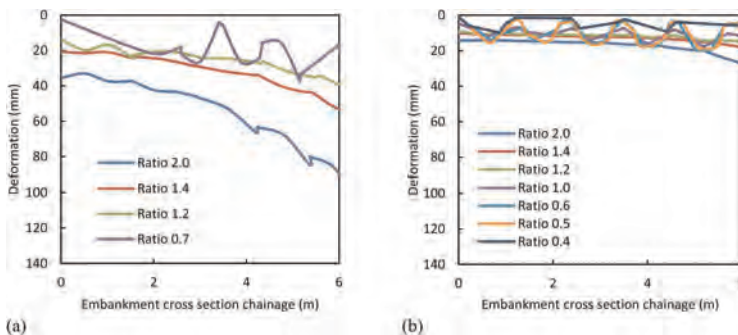 0
20
40
60
80
100
120
140
Deformation (mm)
Ratio 2.0
Ratio 1.4
Ratio 1.2
Ratio 0.7
0 2 4 6
Embankment cross section chainage (m)
(a)
0
20
40
60
80
100
120
140
Deformation (mm)
Ratio 2.0
Ratio 1.4
Ratio 1.2
Ratio 1.0
Ratio 0.6
Ratio 0.5
Ratio 0.4
0 2 4 6
Embankment cross section chainage (m)
(b)